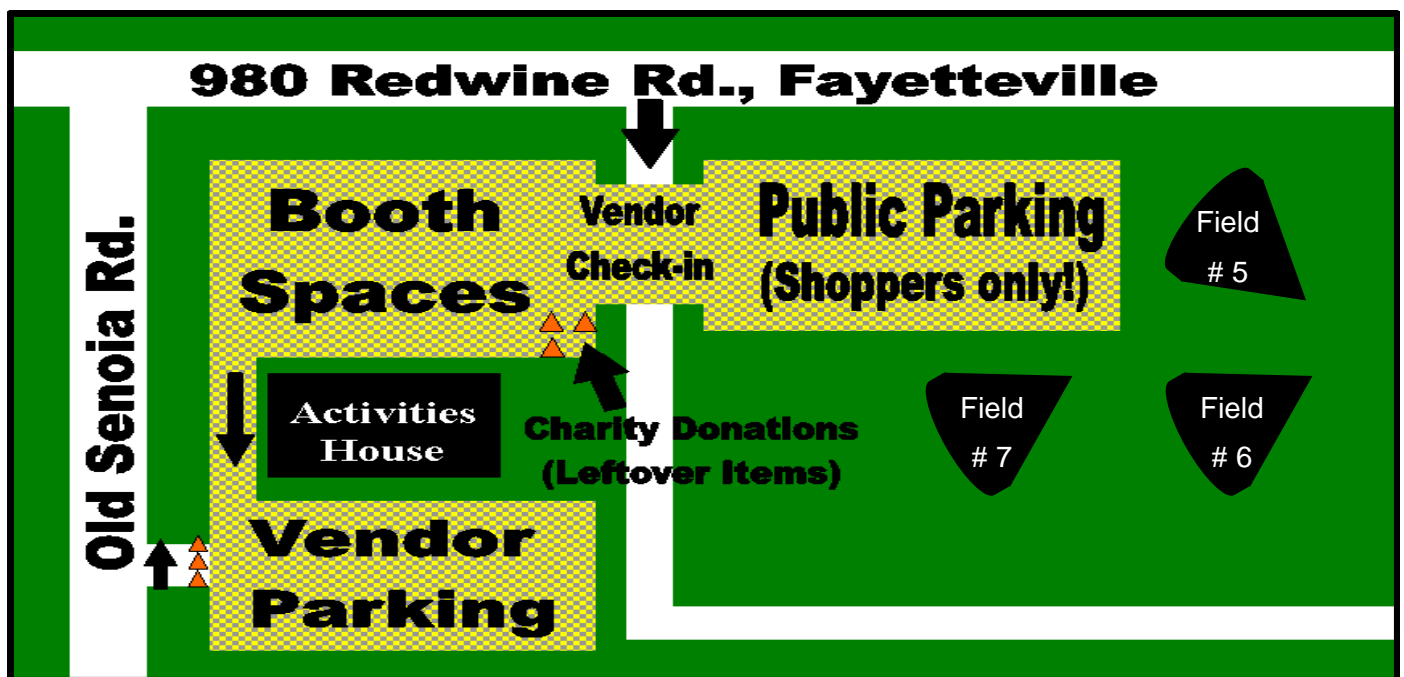 980 Redwine Rd., Fayetteville
Old Senoia Rd.
Booth
Spaces
Vendor
Check-in
Public Parking
(Shoppers only!)
Field
# 5
Activities
House
Charity Donations
(Leftover Items)
Field
# 7
Field
# 6
Vendor
Parking